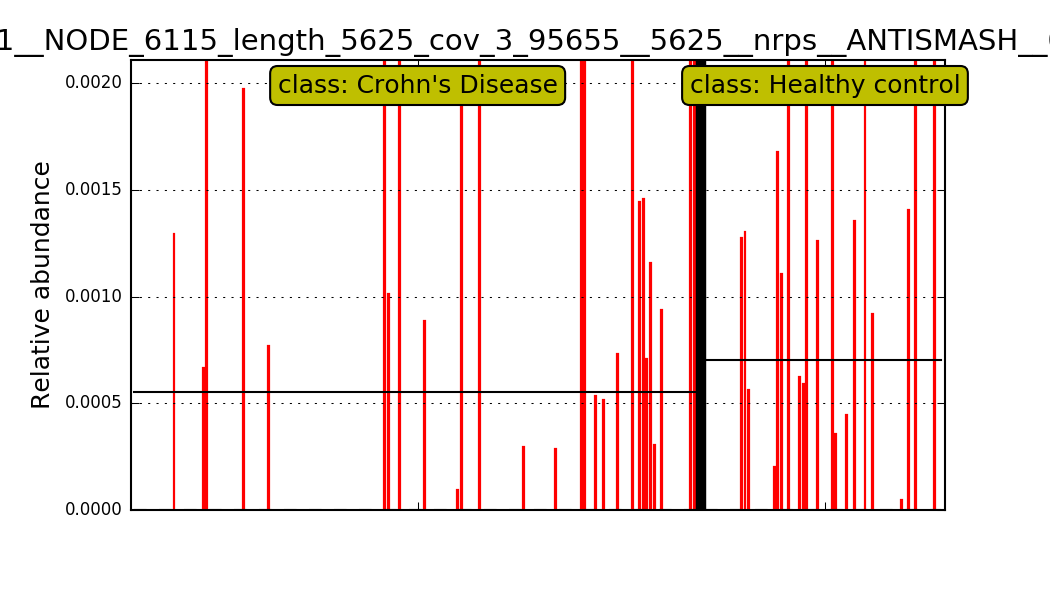 1__NODE_6115_length_5625_cov_3_95655__5625__nrps__ANTISMASH__
class: Crohn's Disease
class: Healthy control
Relative abundance
0.0020
0.0015
0.0010
0.0005
0.0000